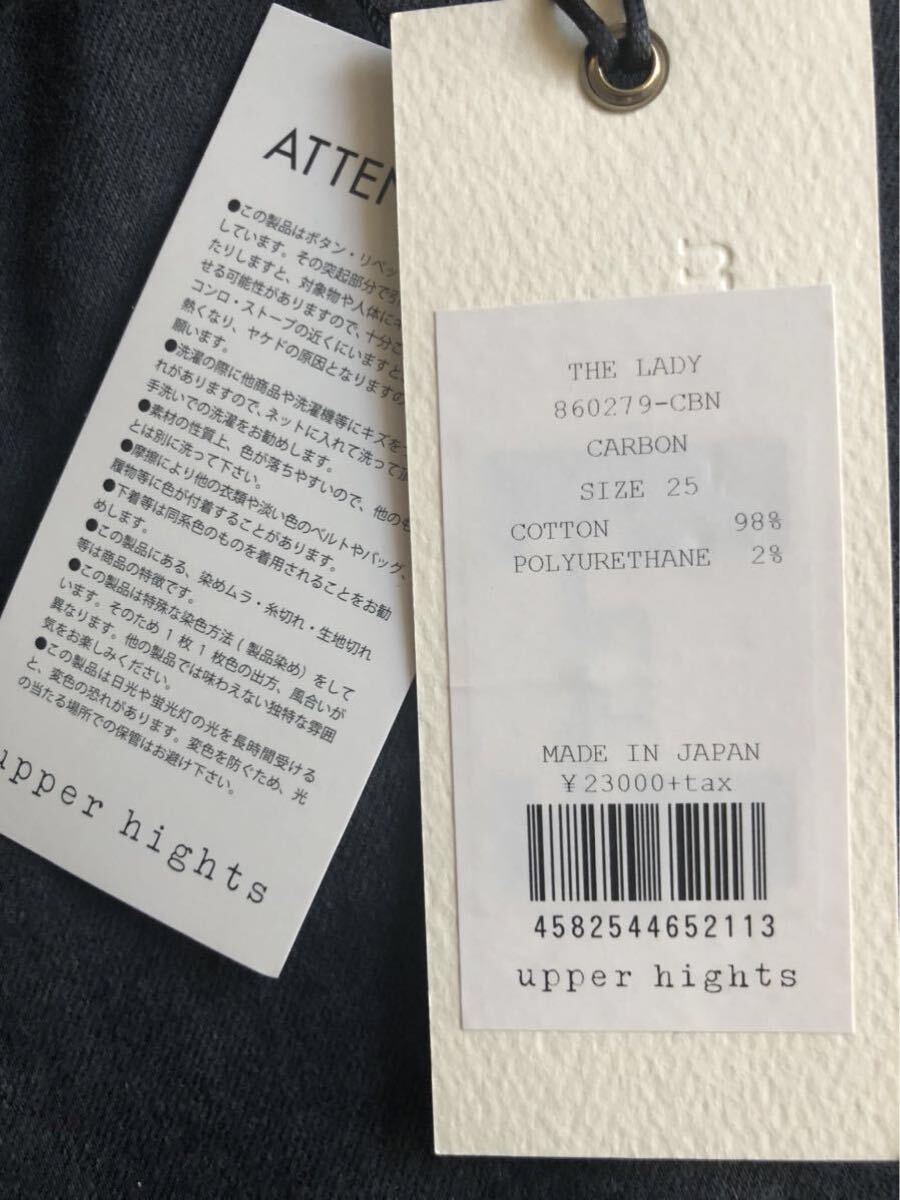 ATTEN
●この製品はボタン・リベッ
しています。その突起部分で引
たりしますと、対象物や人体にキ
せる可能性がありますので、十分ご
コンロ・ストーブの近くにいますと、
熱くなり、ヤケドの原因となりますの
願います。
●洗濯の際に他商品や洗濯機等にキズを
れがありますので、ネットに入れて洗って頂
手洗いでの洗濯をお勧めします。
●素材の性質上、色が落ちやすいので、他のも
とは別に洗って下さい。
●摩擦により他の衣類や淡い色のベルトやバッグ、
履物等に色が付着することがあります。
●下着等は同系色のものを着用されることをお勧
めします。
●この製品にある、染めムラ・糸切れ・生地切れ
等は商品の特徴です。
●この製品は特殊な染色方法(製品染め)をして
います。そのため1枚1枚色の出方、風合いが
異なります。他の製品では味わえない独特な雰囲
気をお楽しみください。
●この製品は日光や蛍光灯の光を長時間受ける
と、変色の恐れがあります。変色を防ぐため、光
の当たる場所での保管はお避け下さい。
upper hights
THE LADY
860279-CBN
CARBON
SIZE 25
COTTON 98%
POLYURETHANE 2%
MADE IN JAPAN
¥23000+tax
4582544652113
upper hights